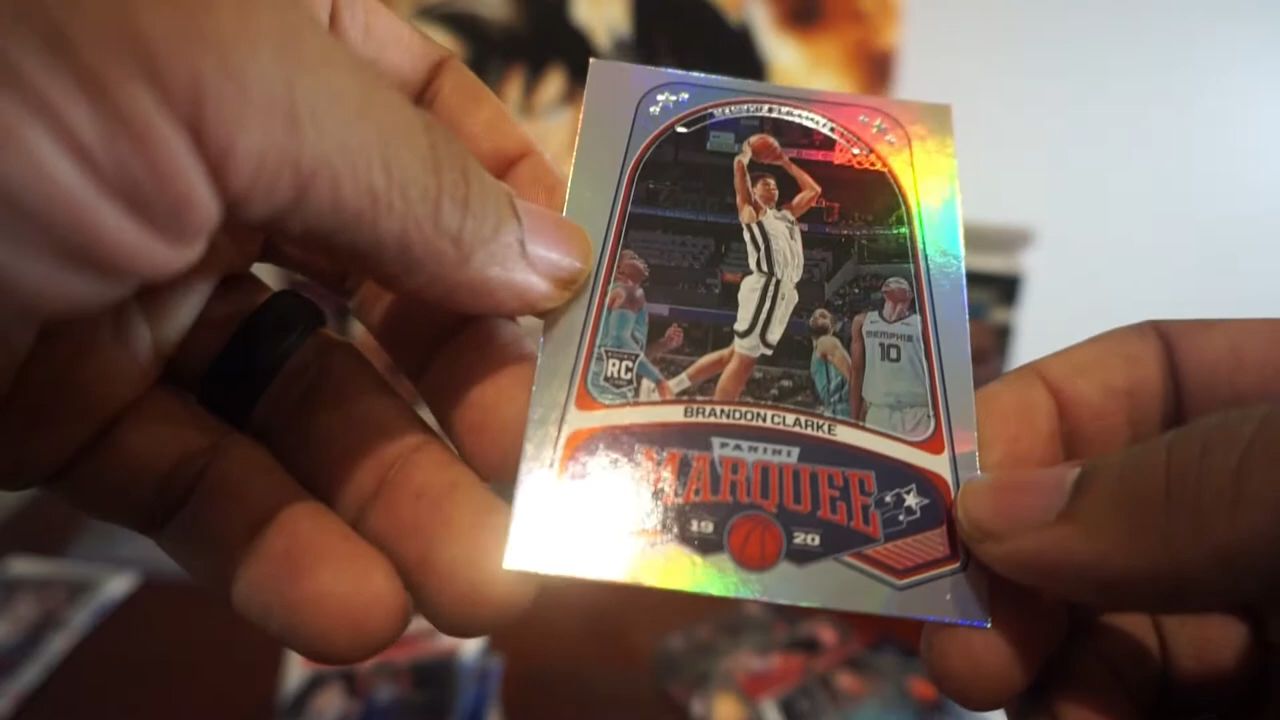 MEMPHIS
10
RC
BRANDON CLARKE
PANINI
MARQUEE
19 20